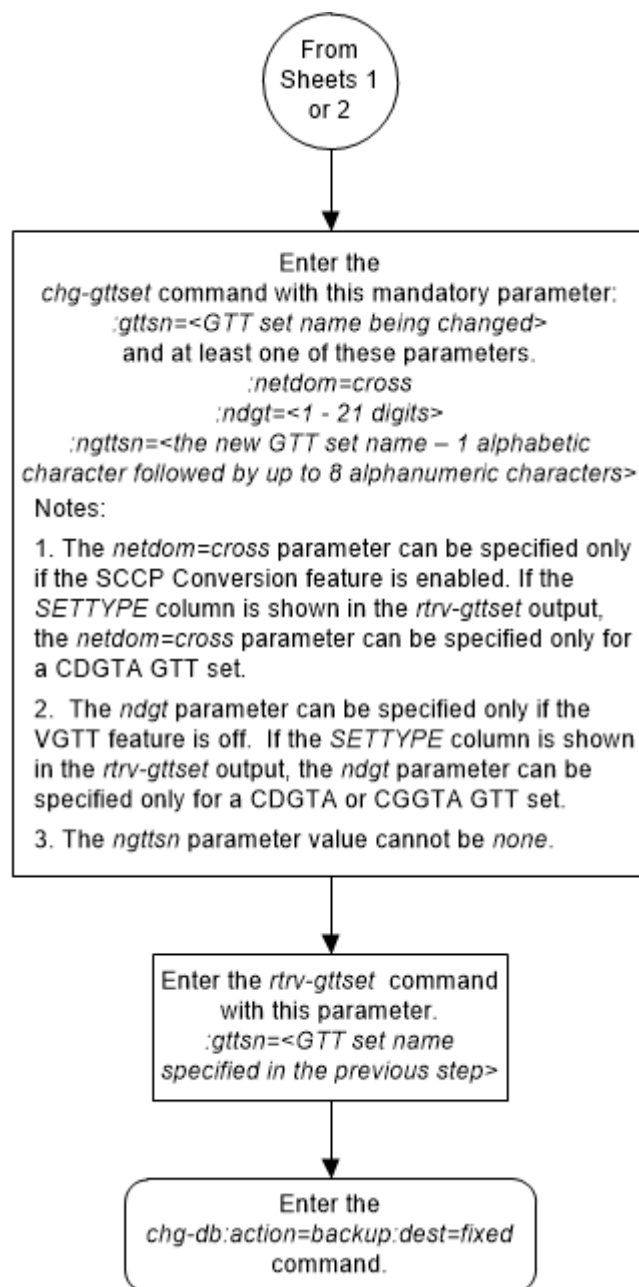 From
Sheets 1
or 2
Enter the
chg-gttset command with this mandatory parameter:
:gttsn=<GTT set name being changed>
and at least one of these parameters.
:netdom=cross
:ndgt=<1 - 21 digits>
:ngttsn=<the new GTT set name – 1 alphabetic
character followed by up to 8 alphanumeric characters>
Notes:
1. The netdom=cross parameter can be specified only
if the SCCP Conversion feature is enabled. If the
SETTYPE column is shown in the rtrv-gttset output,
the netdom=cross parameter can be specified only for
a CDGTA GTT set.
2. The ndgt parameter can be specified only if the
VGTT feature is off. If the SETTYPE column is shown
in the rtrv-gttset output, the ndgt parameter can be
specified only for a CDGTA or CGGTA GTT set.
3. The ngttsn parameter value cannot be none.
Enter the rtrv-gttset command
with this parameter.
:gttsn=<GTT set name
specified in the previous step>
Enter the
chg-db:action=backup:dest=fixed
command.